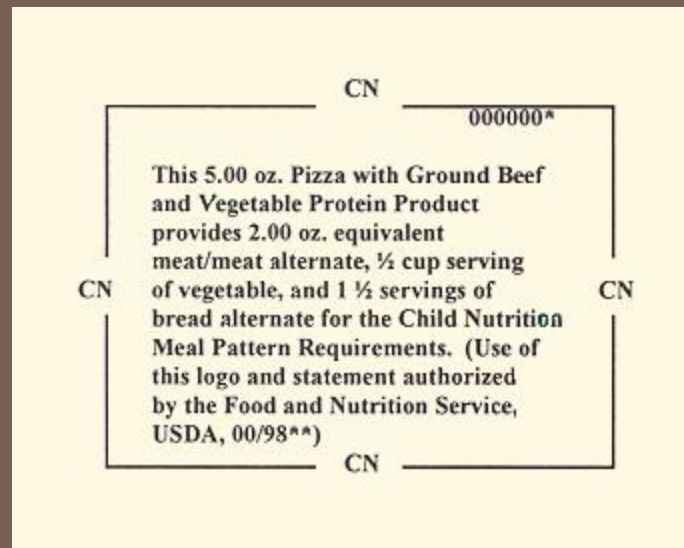 CN
000000*
This 5.00 oz. Pizza with Ground Beef
and Vegetable Protein Product
provides 2.00 oz. equivalent
meat/meat alternate, ½ cup serving
CN of vegetable, and 1 ½ servings of CN
bread alternate for the Child Nutrition
Meal Pattern Requirements. (Use of
this logo and statement authorized
by the Food and Nutrition Service,
USDA, 00/98**)
CN